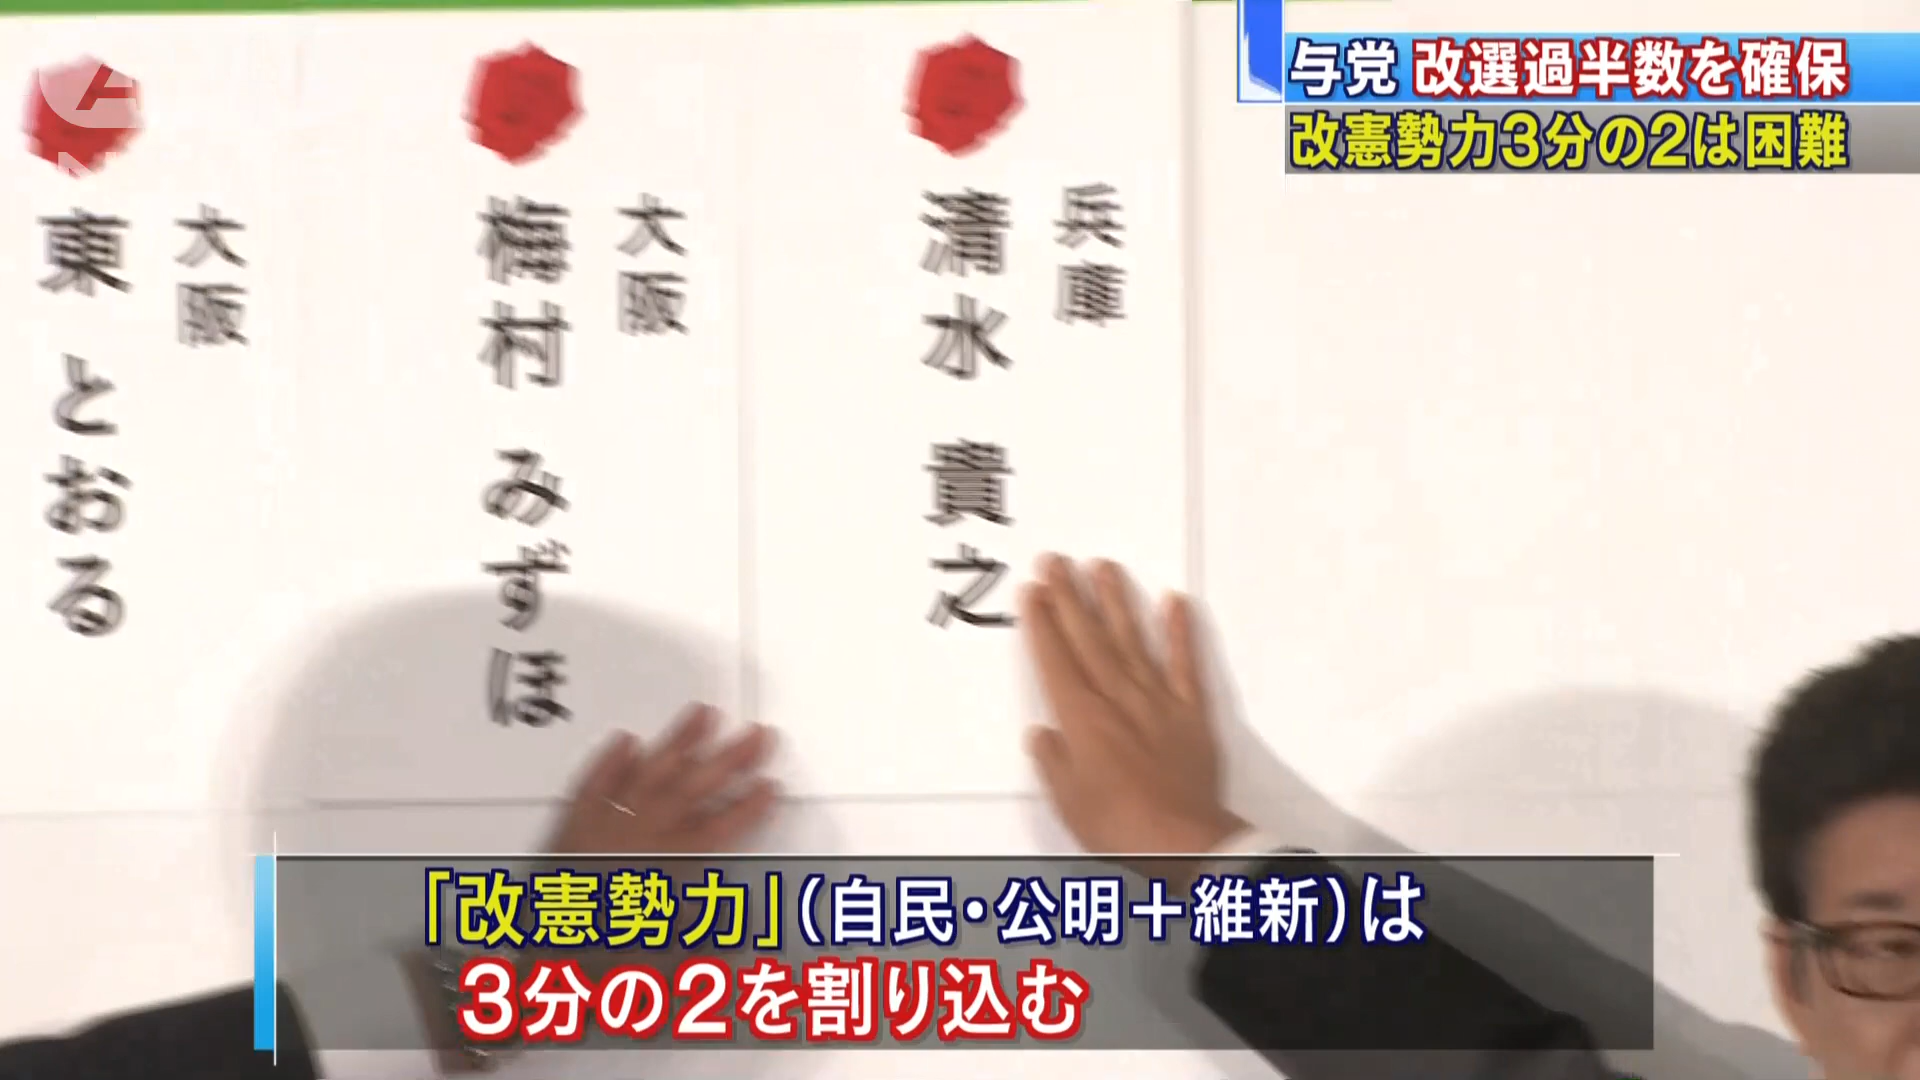 与党 改選過半数を確保
改憲勢力3分の2は困難
兵庫
清水 貴之
大阪
梅村 みずほ
大阪
東 とおる
「改憲勢力」(自民・公明+維新)は
3分の2を割り込む